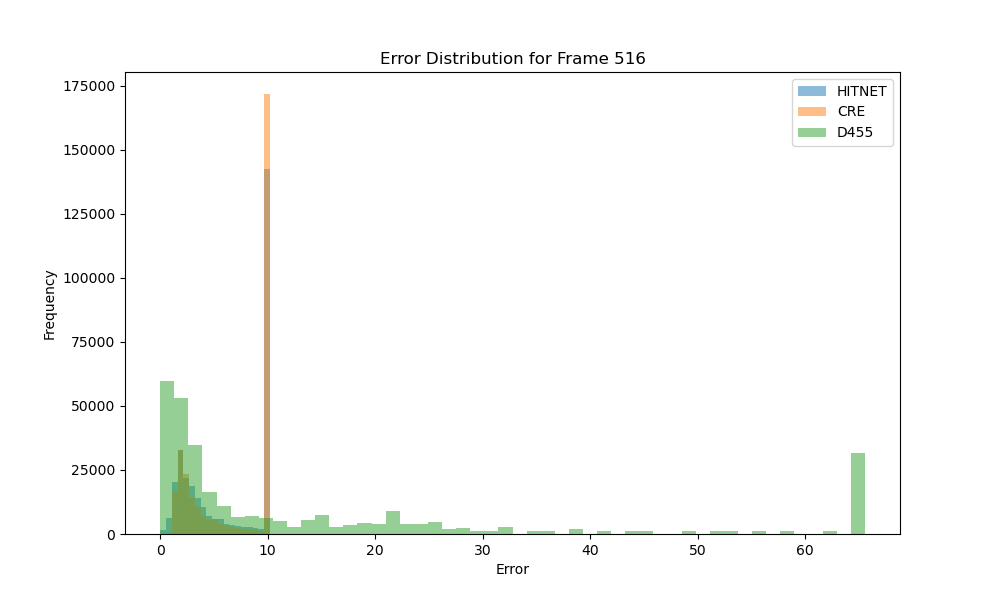 Error Distribution for Frame 516
HITNET
CRE
D455
175000
150000
125000
100000
75000
50000
25000
0
Frequency
0 10 20 30 40 50 60
Error